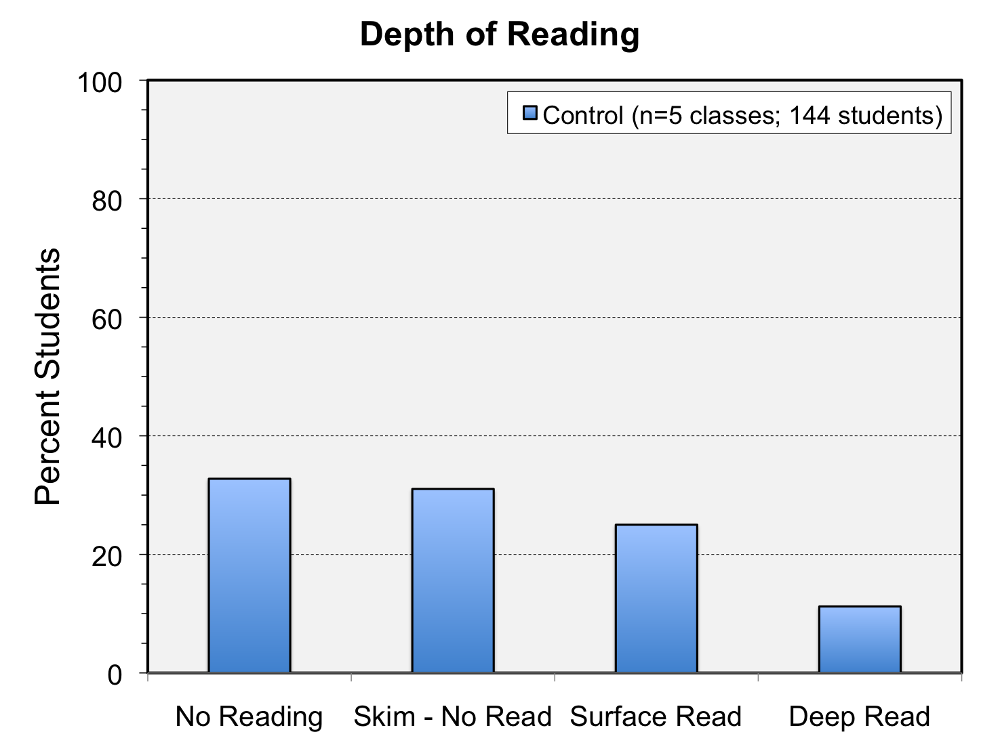 Depth of Reading
Control (n=5 classes; 144 students)
Percent Students
100
80
60
40
20
0
No Reading
Skim - No Read
Surface Read
Deep Read